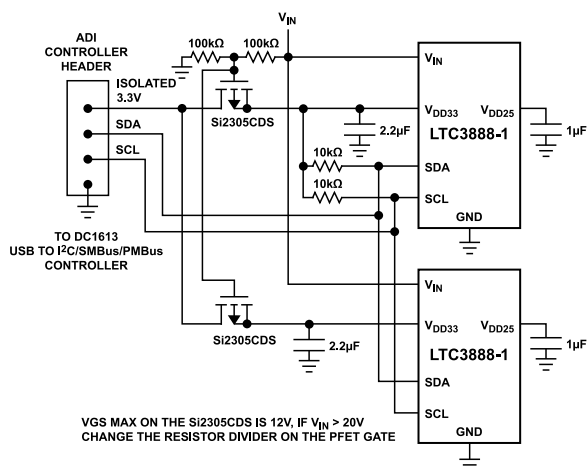 ADI
CONTROLLER
HEADER
ISOLATED
3.3V
SDA
SCL
TO DC1613
USB TO I²C/SMBus/PMBus
CONTROLLER
VIN
100kΩ
100kΩ
Si2305CDS
2.2µF
10kΩ
10kΩ
VIN
VDD33
VDD25
LTC3888-1
SDA
SCL
GND
1µF
Si2305CDS
2.2µF
VIN
VDD33
VDD25
LTC3888-1
SDA
SCL
GND
1µF
VGS MAX ON THE Si2305CDS IS 12V, IF VIN > 20V
CHANGE THE RESISTOR DIVIDER ON THE PFET GATE